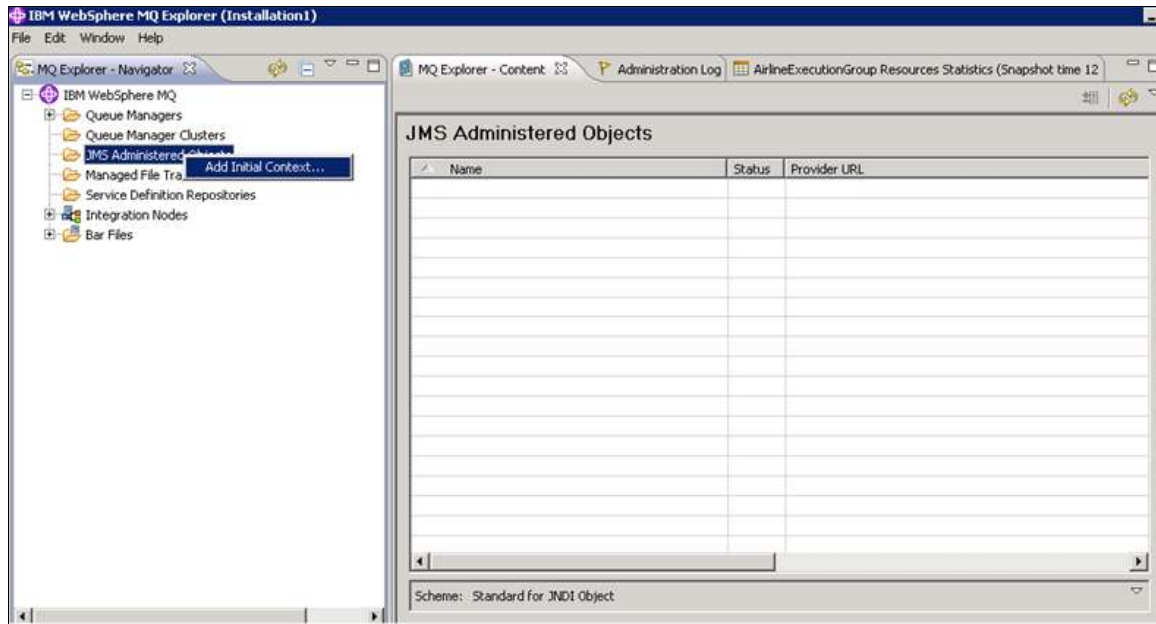 IBM WebSphere MQ Explorer (Installation1)
File Edit Window Help
MQ Explorer - Navigator
MQ Explorer - Content Administration Log AirlineExecutionGroup Resources Statistics (Snapshot time 12
IBM WebSphere MQ
Queue Managers
Queue Manager Clusters
JMS Administered
Add Initial Context...
Managed File Tra
Service Definition Repositories
Integration Nodes
Bar Files
JMS Administered Objects
Name Status Provider URL
Scheme: Standard for JNDI Object